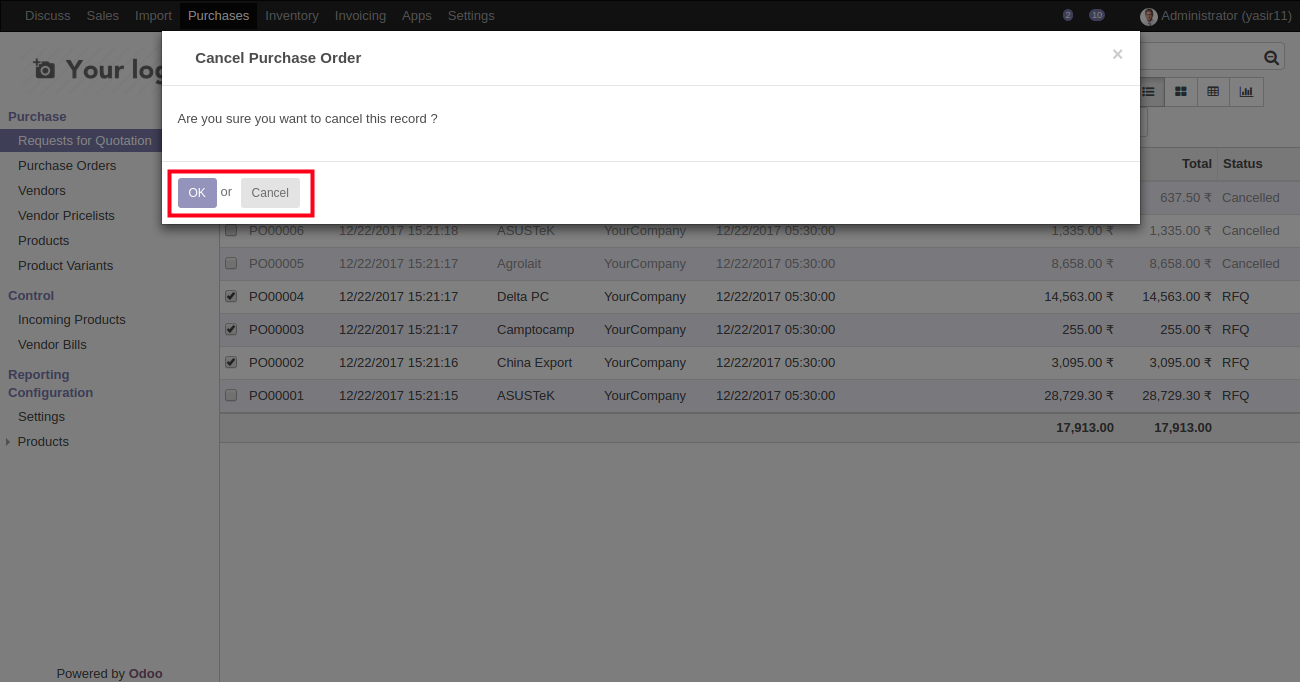 Discuss Sales Import Purchases Inventory Invoicing Apps Settings 2 10 Administrator (yasir11)
Cancel Purchase Order ×
Are you sure you want to cancel this record ?
OK or Cancel
Your log
Purchase
Requests for Quotation
Purchase Orders
Vendors
Vendor Pricelists
Products
Product Variants
Control
Incoming Products
Vendor Bills
Reporting
Configuration
Settings
Products
Powered by Odoo
Total Status
637.50 ₹ Cancelled
PO00006 12/22/2017 15:21:18 ASUSTeK YourCompany 12/22/2017 05:30:00 1,335.00 ₹ 1,335.00 ₹ Cancelled
PO00005 12/22/2017 15:21:17 Agrolait YourCompany 12/22/2017 05:30:00 8,658.00 ₹ 8,658.00 ₹ Cancelled
PO00004 12/22/2017 15:21:17 Delta PC YourCompany 12/22/2017 05:30:00 14,563.00 ₹ 14,563.00 ₹ RFQ
PO00003 12/22/2017 15:21:17 Camptocamp YourCompany 12/22/2017 05:30:00 255.00 ₹ 255.00 ₹ RFQ
PO00002 12/22/2017 15:21:16 China Export YourCompany 12/22/2017 05:30:00 3,095.00 ₹ 3,095.00 ₹ RFQ
PO00001 12/22/2017 15:21:15 ASUSTeK YourCompany 12/22/2017 05:30:00 28,729.30 ₹ 28,729.30 ₹ RFQ
17,913.00 17,913.00